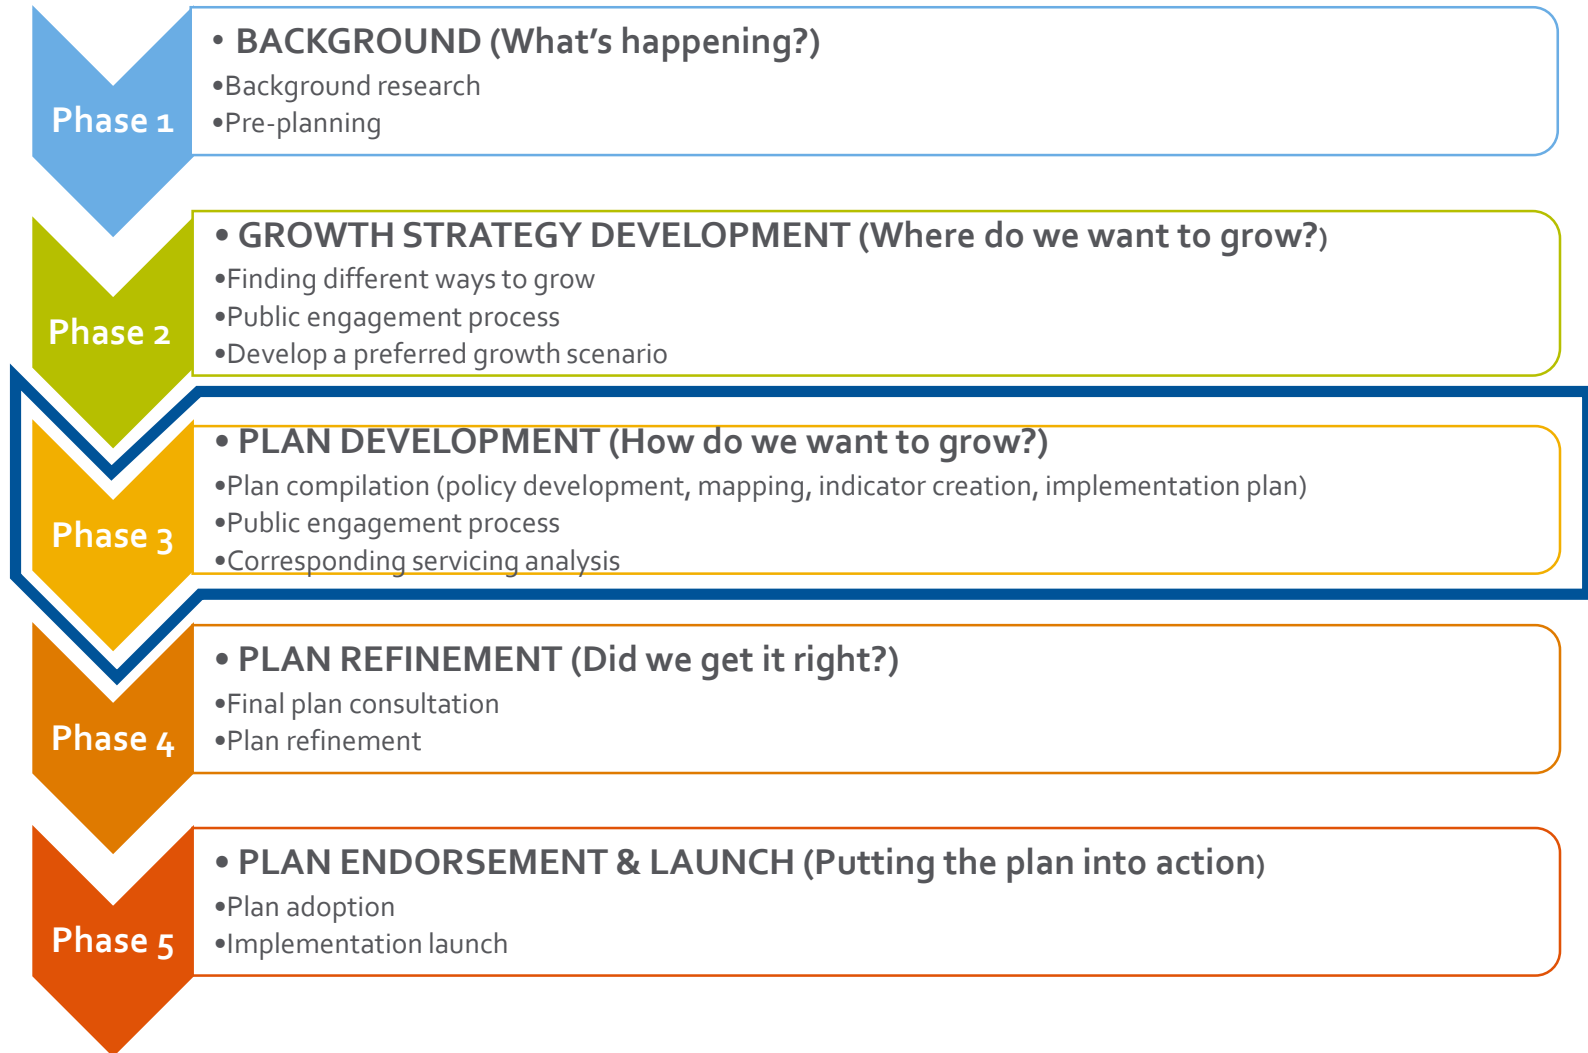 Phase 1
• BACKGROUND (What's happening?)
•Background research
•Pre-planning
Phase 2
• GROWTH STRATEGY DEVELOPMENT (Where do we want to grow?)
•Finding different ways to grow
•Public engagement process
•Develop a preferred growth scenario
Phase 3
• PLAN DEVELOPMENT (How do we want to grow?)
•Plan compilation (policy development, mapping, indicator creation, implementation plan)
•Public engagement process
•Corresponding servicing analysis
Phase 4
• PLAN REFINEMENT (Did we get it right?)
•Final plan consultation
•Plan refinement
Phase 5
• PLAN ENDORSEMENT & LAUNCH (Putting the plan into action)
•Plan adoption
•Implementation launch